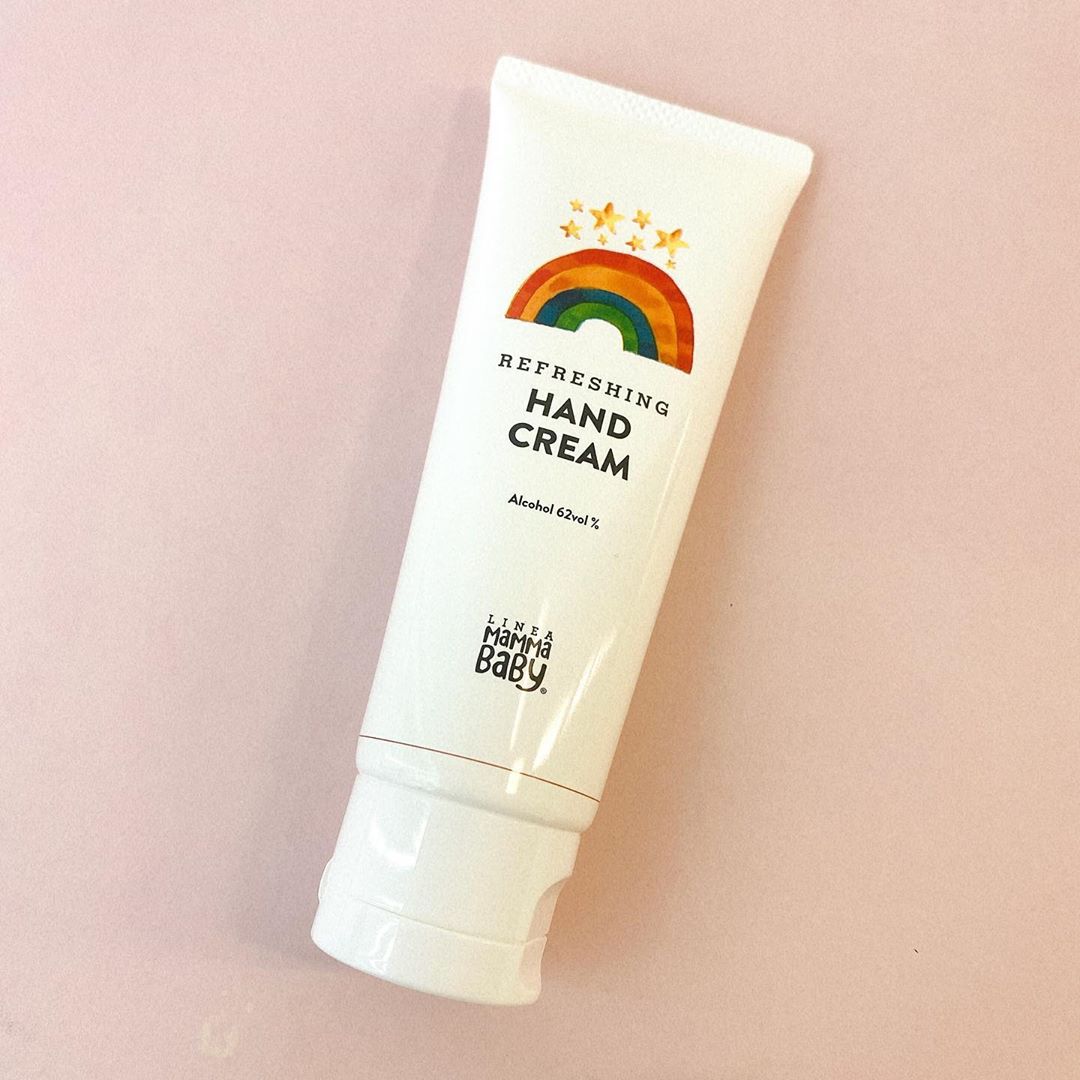 REFRESHING
HAND
CREAM
Alcohol 62vol %
LINEA
MaMMa
BaBy®